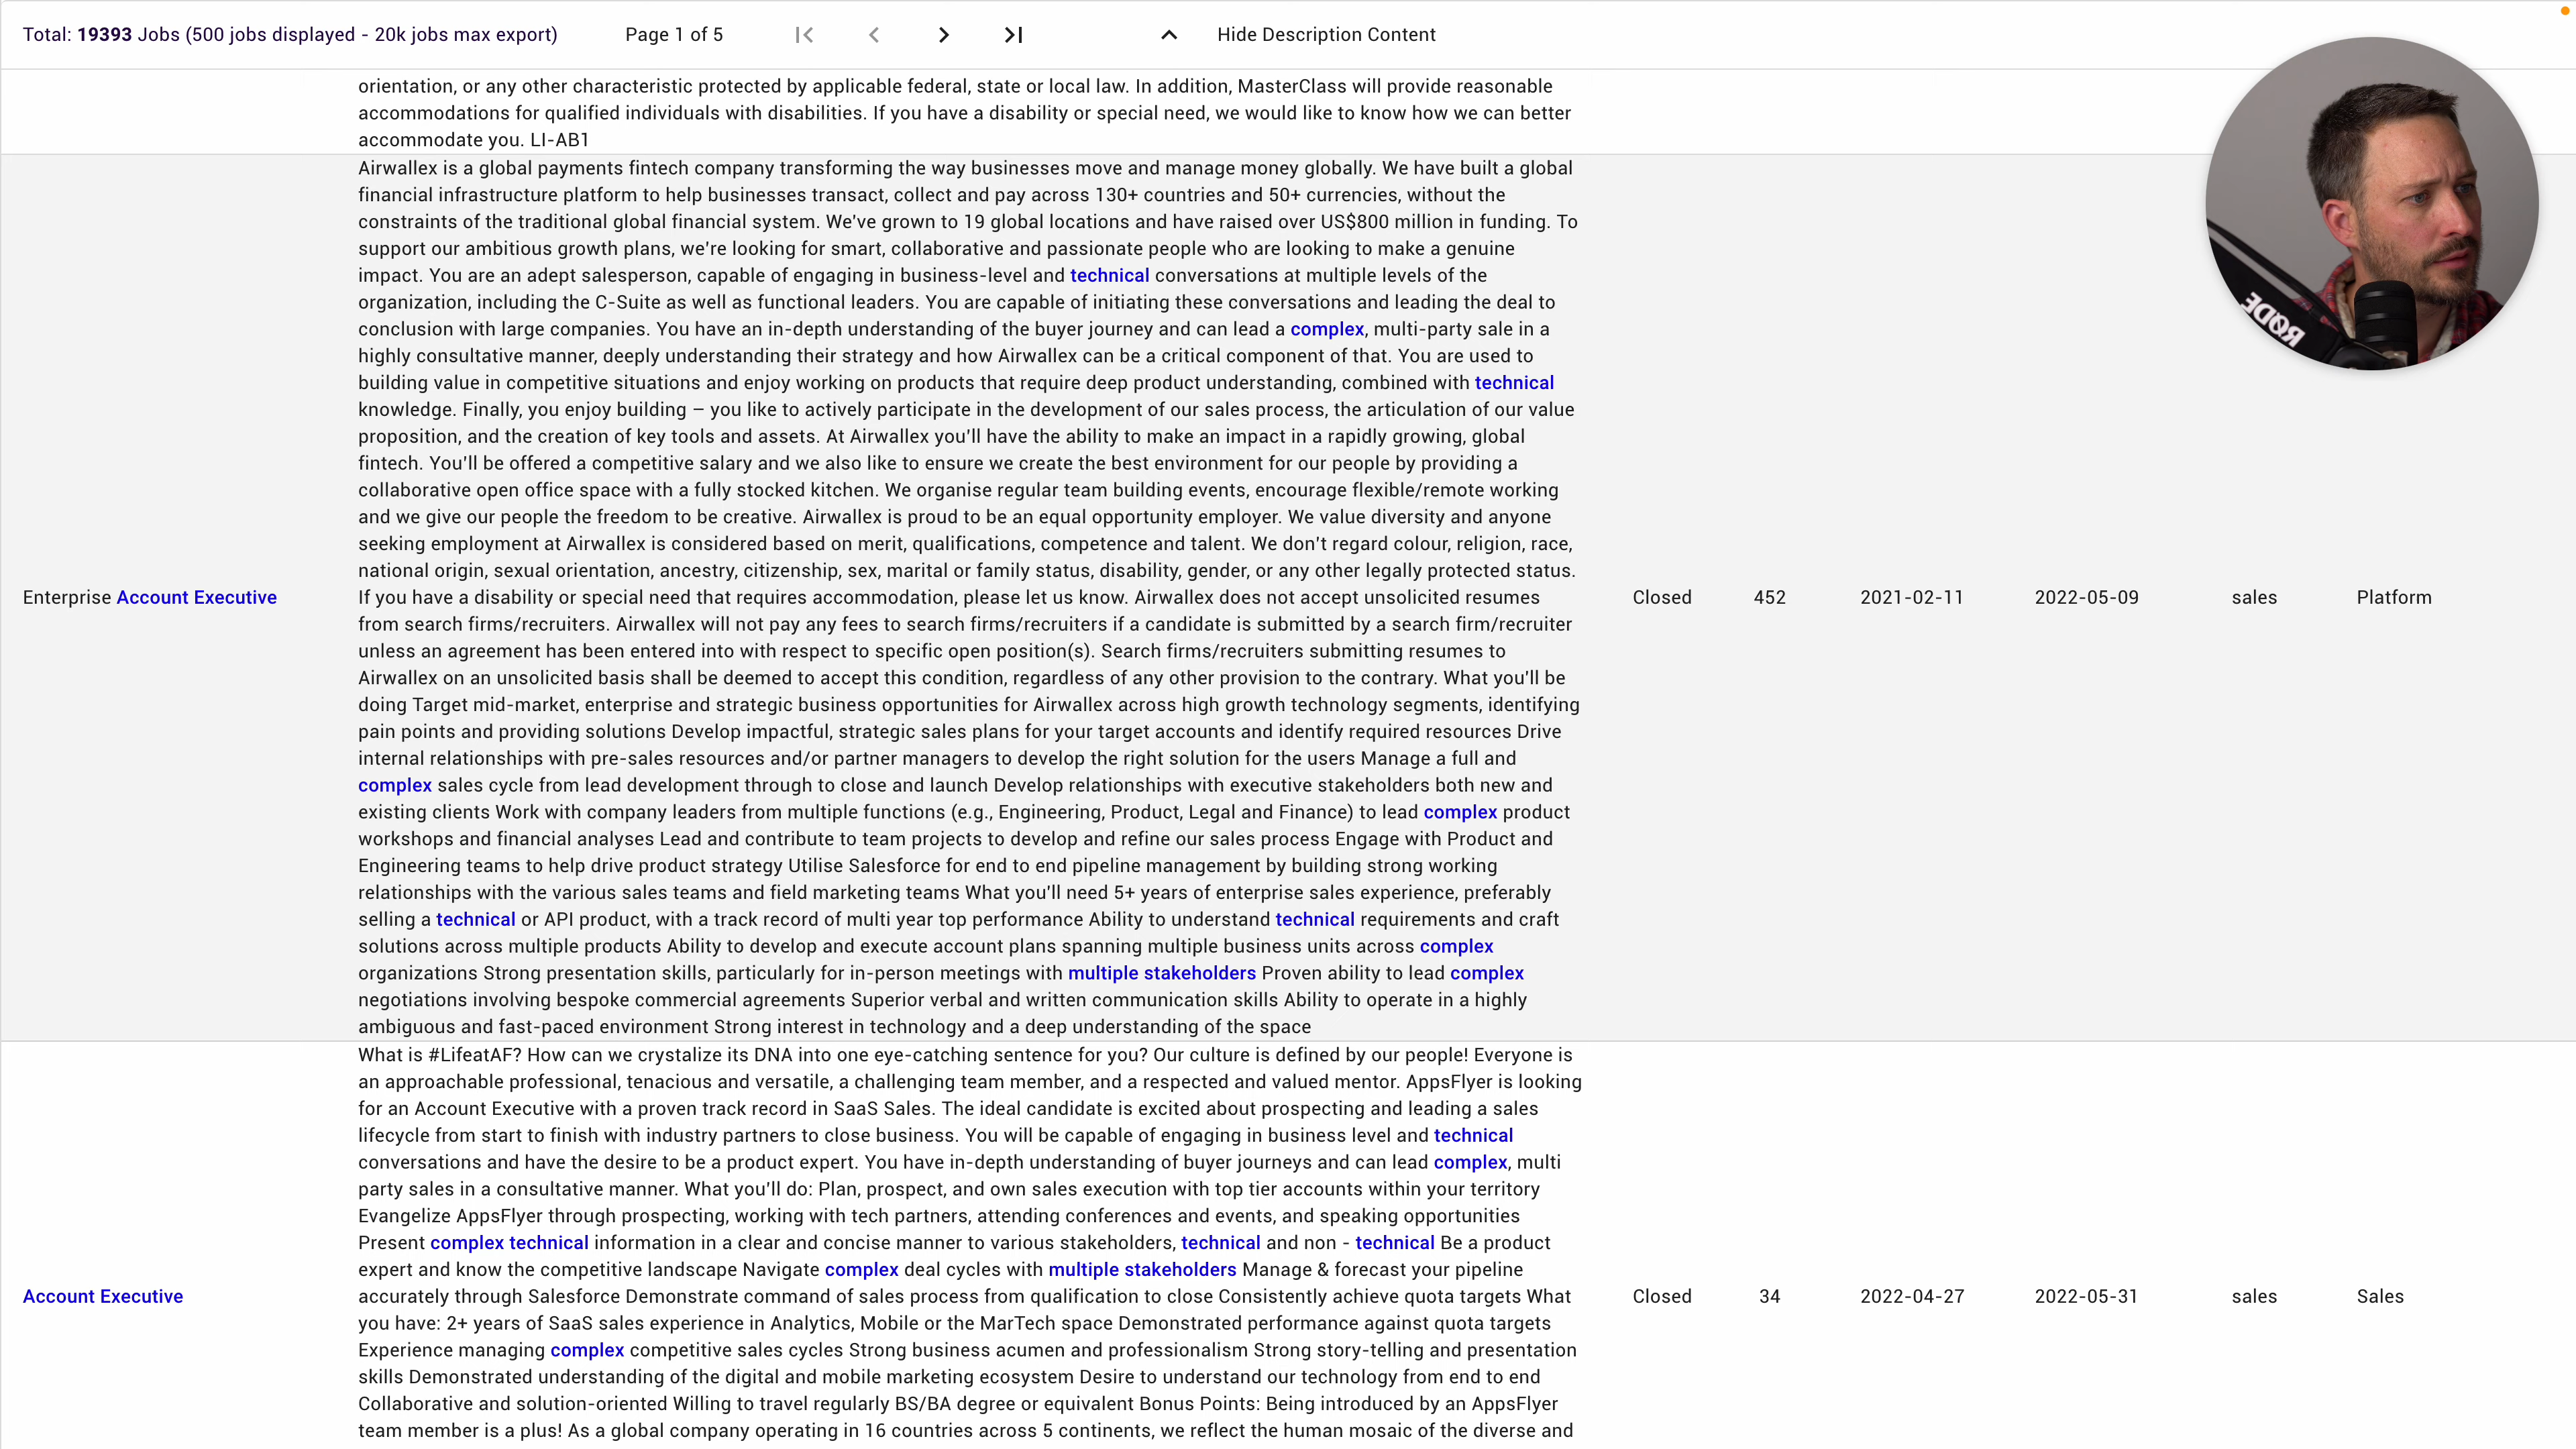 Total: 19393 Jobs (500 jobs displayed - 20k jobs max export)
Page 1 of 5
Hide Description Content
orientation, or any other characteristic protected by applicable federal, state or local law. In addition, MasterClass will provide reasonable
accommodations for qualified individuals with disabilities. If you have a disability or special need, we would like to know how we can better
accommodate you. LI-AB1
RØDE
Enterprise Account Executive
Airwallex is a global payments fintech company transforming the way businesses move and manage money globally. We have built a global
financial infrastructure platform to help businesses transact, collect and pay across 130+ countries and 50+ currencies, without the
constraints of the traditional global financial system. We've grown to 19 global locations and have raised over US$800 million in funding. To
support our ambitious growth plans, we're looking for smart, collaborative and passionate people who are looking to make a genuine
impact. You are an adept salesperson, capable of engaging in business-level and technical conversations at multiple levels of the
organization, including the C-Suite as well as functional leaders. You are capable of initiating these conversations and leading the deal to
conclusion with large companies. You have an in-depth understanding of the buyer journey and can lead a complex, multi-party sale in a
highly consultative manner, deeply understanding their strategy and how Airwallex can be a critical component of that. You are used to
building value in competitive situations and enjoy working on products that require deep product understanding, combined with technical
knowledge. Finally, you enjoy building – you like to actively participate in the development of our sales process, the articulation of our value
proposition, and the creation of key tools and assets. At Airwallex you'll have the ability to make an impact in a rapidly growing, global
fintech. You'll be offered a competitive salary and we also like to ensure we create the best environment for our people by providing a
collaborative open office space with a fully stocked kitchen. We organise regular team building events, encourage flexible/remote working
and we give our people the freedom to be creative. Airwallex is proud to be an equal opportunity employer. We value diversity and anyone
seeking employment at Airwallex is considered based on merit, qualifications, competence and talent. We don't regard colour, religion, race,
national origin, sexual orientation, ancestry, citizenship, sex, marital or family status, disability, gender, or any other legally protected status.
If you have a disability or special need that requires accommodation, please let us know. Airwallex does not accept unsolicited resumes
from search firms/recruiters. Airwallex will not pay any fees to search firms/recruiters if a candidate is submitted by a search firm/recruiter
unless an agreement has been entered into with respect to specific open position(s). Search firms/recruiters submitting resumes to
Airwallex on an unsolicited basis shall be deemed to accept this condition, regardless of any other provision to the contrary. What you'll be
doing Target mid-market, enterprise and strategic business opportunities for Airwallex across high growth technology segments, identifying
pain points and providing solutions Develop impactful, strategic sales plans for your target accounts and identify required resources Drive
internal relationships with pre-sales resources and/or partner managers to develop the right solution for the users Manage a full and
complex sales cycle from lead development through to close and launch Develop relationships with executive stakeholders both new and
existing clients Work with company leaders from multiple functions (e.g., Engineering, Product, Legal and Finance) to lead complex product
workshops and financial analyses Lead and contribute to team projects to develop and refine our sales process Engage with Product and
Engineering teams to help drive product strategy Utilise Salesforce for end to end pipeline management by building strong working
relationships with the various sales teams and field marketing teams What you'll need 5+ years of enterprise sales experience, preferably
selling a technical or API product, with a track record of multi year top performance Ability to understand technical requirements and craft
solutions across multiple products Ability to develop and execute account plans spanning multiple business units across complex
organizations Strong presentation skills, particularly for in-person meetings with multiple stakeholders Proven ability to lead complex
negotiations involving bespoke commercial agreements Superior verbal and written communication skills Ability to operate in a highly
ambiguous and fast-paced environment Strong interest in technology and a deep understanding of the space
Closed 452 2021-02-11 2022-05-09 sales Platform
Account Executive
What is #LifeatAF? How can we crystalize its DNA into one eye-catching sentence for you? Our culture is defined by our people! Everyone is
an approachable professional, tenacious and versatile, a challenging team member, and a respected and valued mentor. AppsFlyer is looking
for an Account Executive with a proven track record in SaaS Sales. The ideal candidate is excited about prospecting and leading a sales
lifecycle from start to finish with industry partners to close business. You will be capable of engaging in business level and technical
conversations and have the desire to be a product expert. You have in-depth understanding of buyer journeys and can lead complex, multi
party sales in a consultative manner. What you'll do: Plan, prospect, and own sales execution with top tier accounts within your territory
Evangelize AppsFlyer through prospecting, working with tech partners, attending conferences and events, and speaking opportunities
Present complex technical information in a clear and concise manner to various stakeholders, technical and non - technical Be a product
expert and know the competitive landscape Navigate complex deal cycles with multiple stakeholders Manage & forecast your pipeline
accurately through Salesforce Demonstrate command of sales process from qualification to close Consistently achieve quota targets What
you have: 2+ years of SaaS sales experience in Analytics, Mobile or the MarTech space Demonstrated performance against quota targets
Experience managing complex competitive sales cycles Strong business acumen and professionalism Strong story-telling and presentation
skills Demonstrated understanding of the digital and mobile marketing ecosystem Desire to understand our technology from end to end
Collaborative and solution-oriented Willing to travel regularly BS/BA degree or equivalent Bonus Points: Being introduced by an AppsFlyer
team member is a plus! As a global company operating in 16 countries across 5 continents, we reflect the human mosaic of the diverse and
Closed 34 2022-04-27 2022-05-31 sales Sales